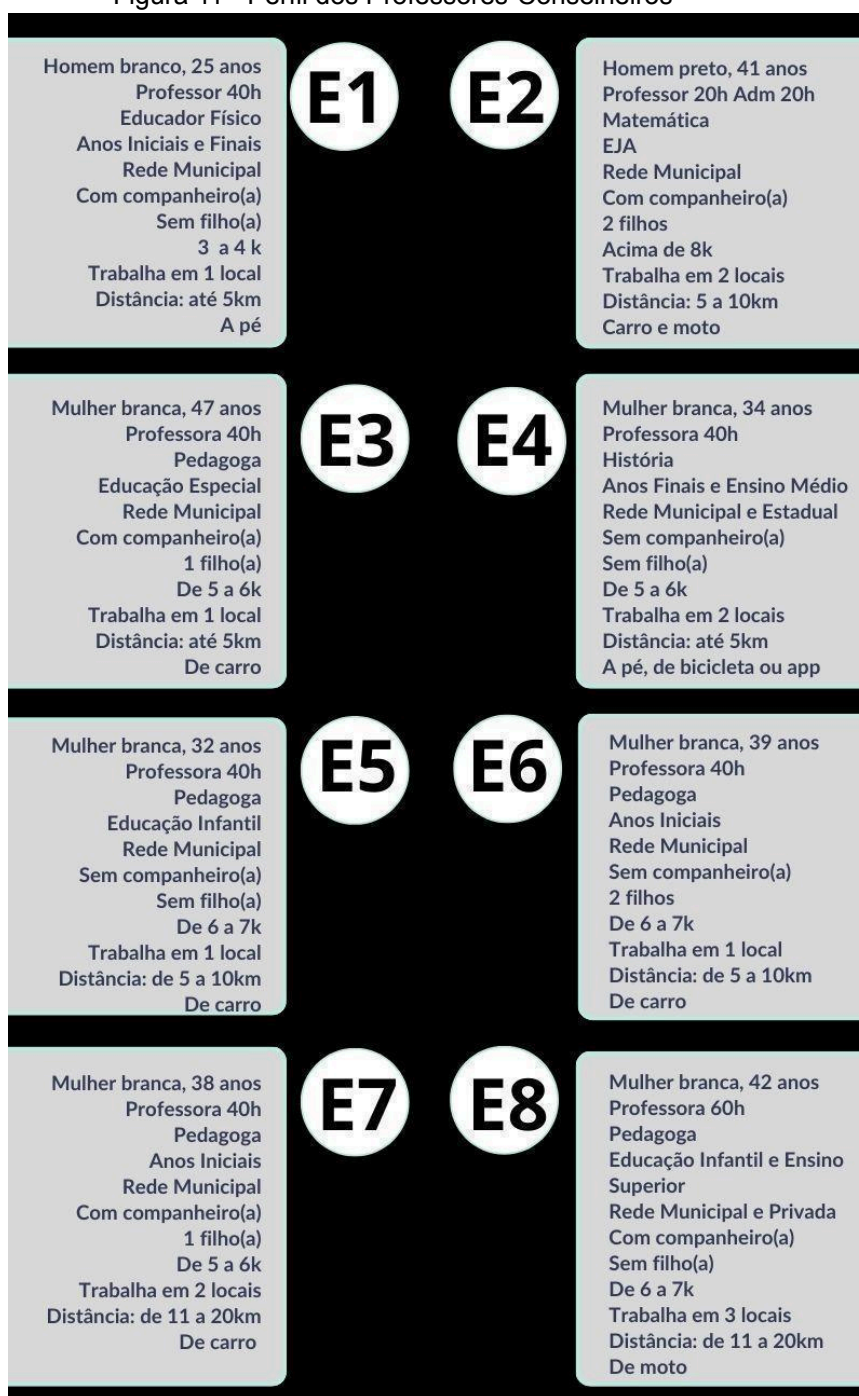 Homem branco, 25 anos
Professor 40h
Educador Físico
Anos Iniciais e Finais
Rede Municipal
Com companheiro(a)
Sem filho(a)
3 a 4 k
Trabalha em 1 local
Distância: até 5km
A pé
E1
E2
Homem preto, 41 anos
Professor 20h Adm 20h
Matemática
EJA
Rede Municipal
Com companheiro(a)
2 filhos
Acima de 8k
Trabalha em 2 locais
Distância: 5 a 10km
Carro e moto
Mulher branca, 47 anos
Professora 40h
Pedagoga
Educação Especial
Rede Municipal
Com companheiro(a)
1 filho(a)
De 5 a 6k
Trabalha em 1 local
Distância: até 5km
De carro
E3
E4
Mulher branca, 34 anos
Professora 40h
História
Anos Finais e Ensino Médio
Rede Municipal e Estadual
Sem companheiro(a)
Sem filho(a)
De 5 a 6k
Trabalha em 2 locais
Distância: até 5km
A pé, de bicicleta ou app
Mulher branca, 32 anos
Professora 40h
Pedagoga
Educação Infantil
Rede Municipal
Sem companheiro(a)
Sem filho(a)
De 6 a 7k
Trabalha em 1 local
Distância: de 5 a 10km
De carro
E5
E6
Mulher branca, 39 anos
Professora 40h
Pedagoga
Anos Iniciais
Rede Municipal
Sem companheiro(a)
2 filhos
De 6 a 7k
Trabalha em 1 local
Distância: de 5 a 10km
De carro
Mulher branca, 38 anos
Professora 40h
Pedagoga
Anos Iniciais
Rede Municipal
Com companheiro(a)
1 filho(a)
De 5 a 6k
Trabalha em 2 locais
Distância: de 11 a 20km
De carro
E7
E8
Mulher branca, 42 anos
Professora 60h
Pedagoga
Educação Infantil e Ensino
Superior
Rede Municipal e Privada
Com companheiro(a)
Sem filho(a)
De 6 a 7k
Trabalha em 3 locais
Distância: de 11 a 20km
De moto